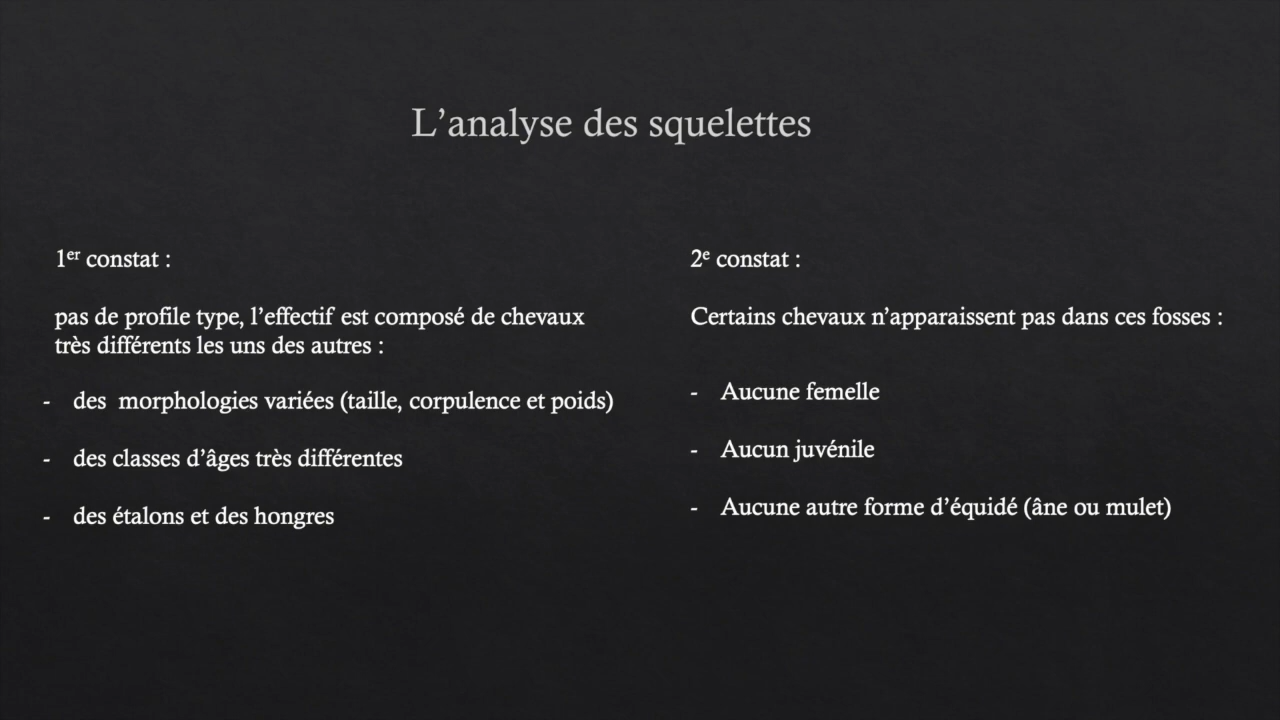 L’analyse des squelettes
1er constat :
pas de profile type, l’effectif est composé de chevaux
très différents les uns des autres :
- des  morphologies variées (taille, corpulence et poids)
- des classes d’âges très différentes
- des étalons et des hongres
2e constat :
Certains chevaux n’apparaissent pas dans ces fosses :
- Aucune femelle
- Aucun juvénile
- Aucune autre forme d’équidé (âne ou mulet)